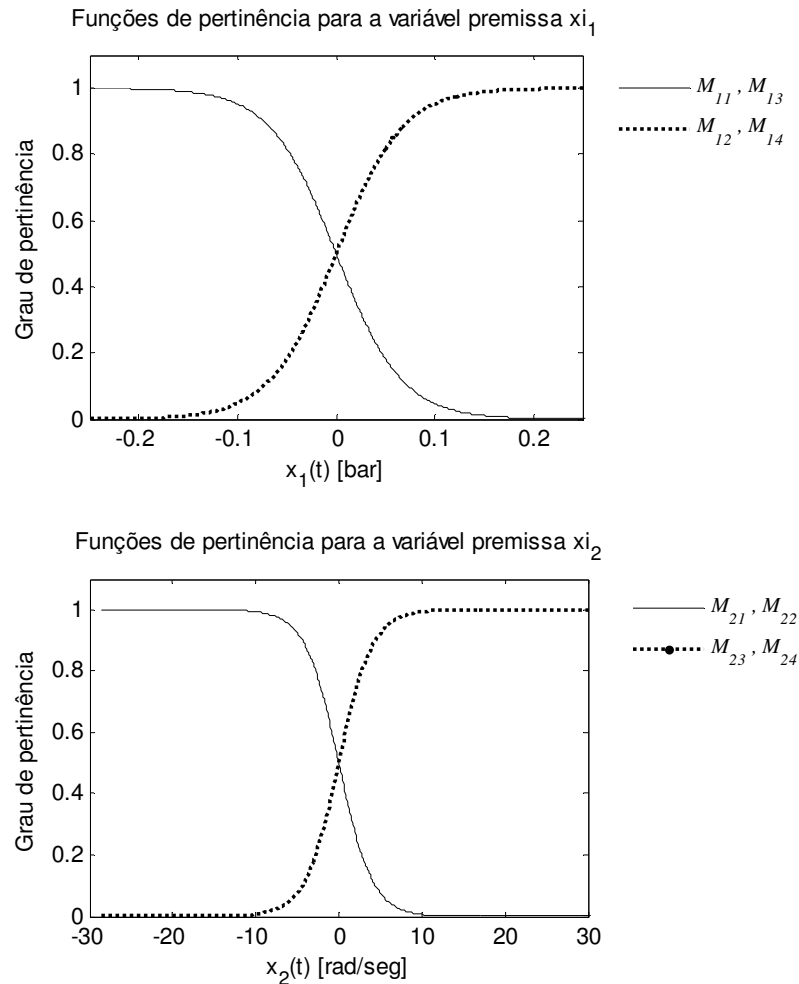 Funções de pertinência para a variável premissa xi1
1
0.8
0.6
0.4
0.2
0
Grau de pertinência
-0.2 -0.1 0 0.1 0.2
x1(t) [bar]
M11 , M13
M12 , M14
Funções de pertinência para a variável premissa xi2
1
0.8
0.6
0.4
0.2
0
Grau de pertinência
-30 -20 -10 0 10 20 30
x2(t) [rad/seg]
M21 , M22
M23 , M24